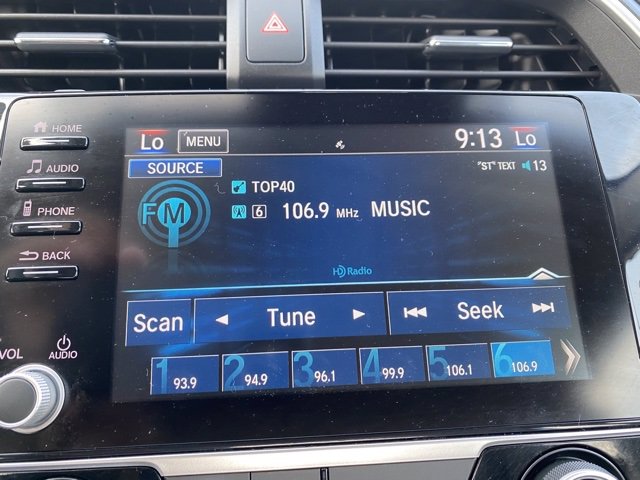 HOME
Lo MENU 9:13 Lo
AUDIO
SOURCE "ST" TEXT 13
TOP40
FM 6 106.9 MHz MUSIC
PHONE
BACK
HD Radio
Scan Tune Seek
VOL AUDIO
1 93.9 2 94.9 3 96.1 4 99.9 5 106.1 6 106.9